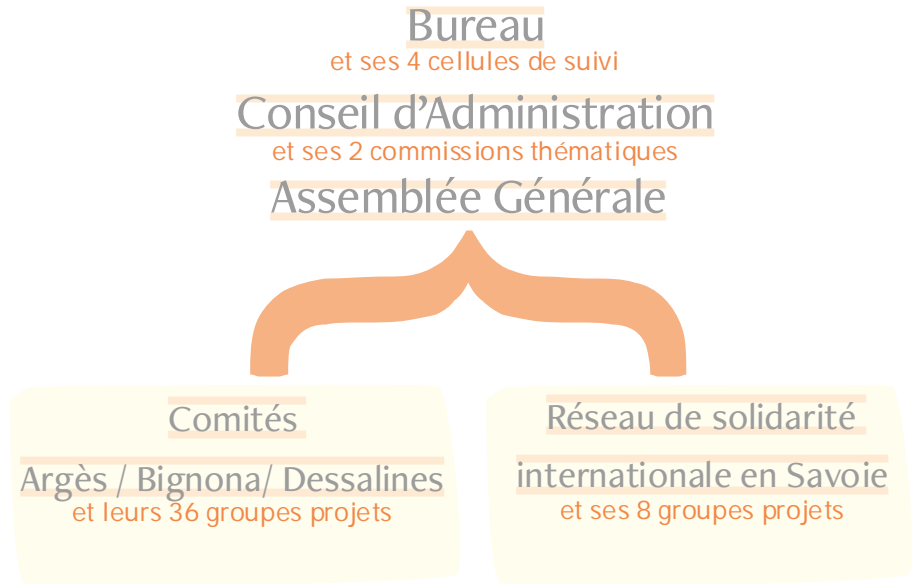 Bureau
et ses 4 cellules de suivi
Conseil d’Administration
et ses 2 commissions thématiques
Assemblée Générale
Comités
Argès / Bignona/ Dessalines
et leurs 36 groupes projets
Réseau de solidarité
internationale en Savoie
et ses 8 groupes projets